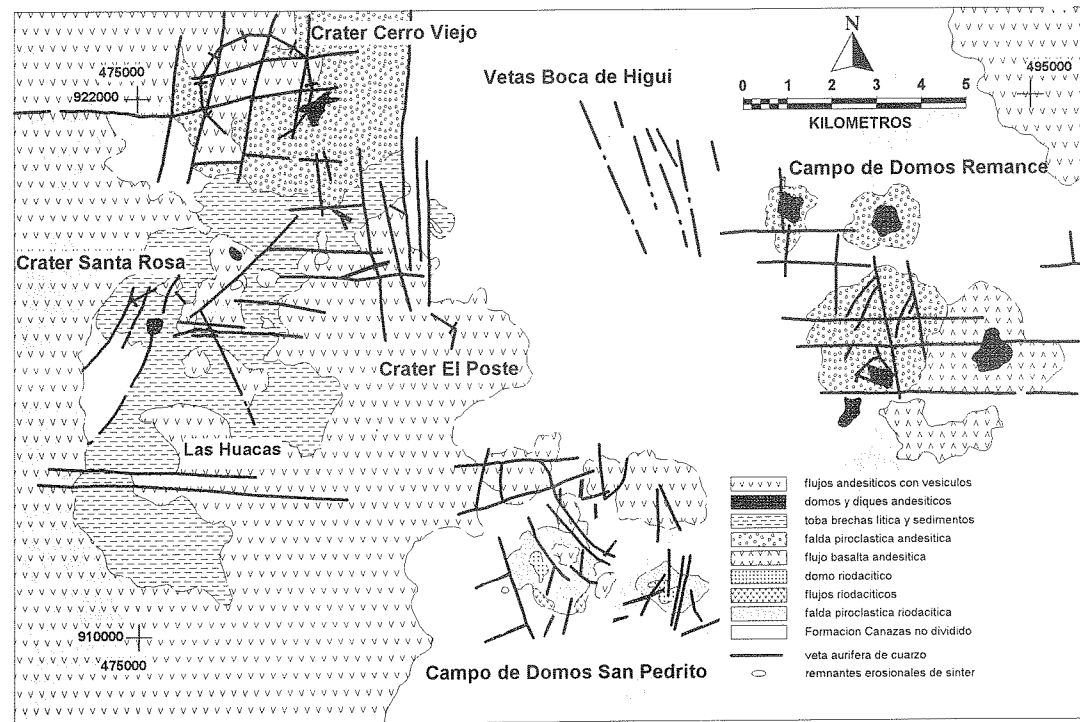 Crater Cerro Viejo
N
475000
922000
Vetas Boca de Higui
0 1 2 3 4 5
KILOMETROS
495000
Campo de Domos Remance
Crater Santa Rosa
Crater El Poste
Las Huacas
flujos andesiticos con vesiculos
domos y diques andesiticos
toba brechas litica y sedimentos
falda piroclastica andesitica
flujo basalta andesitica
domo riodacitico
flujos riodaciticos
falda piroclastica riodacitica
Formacion Canazas no dividido
veta aurifera de cuarzo
remnantes erosionales de sinter
910000
475000
Campo de Domos San Pedrito